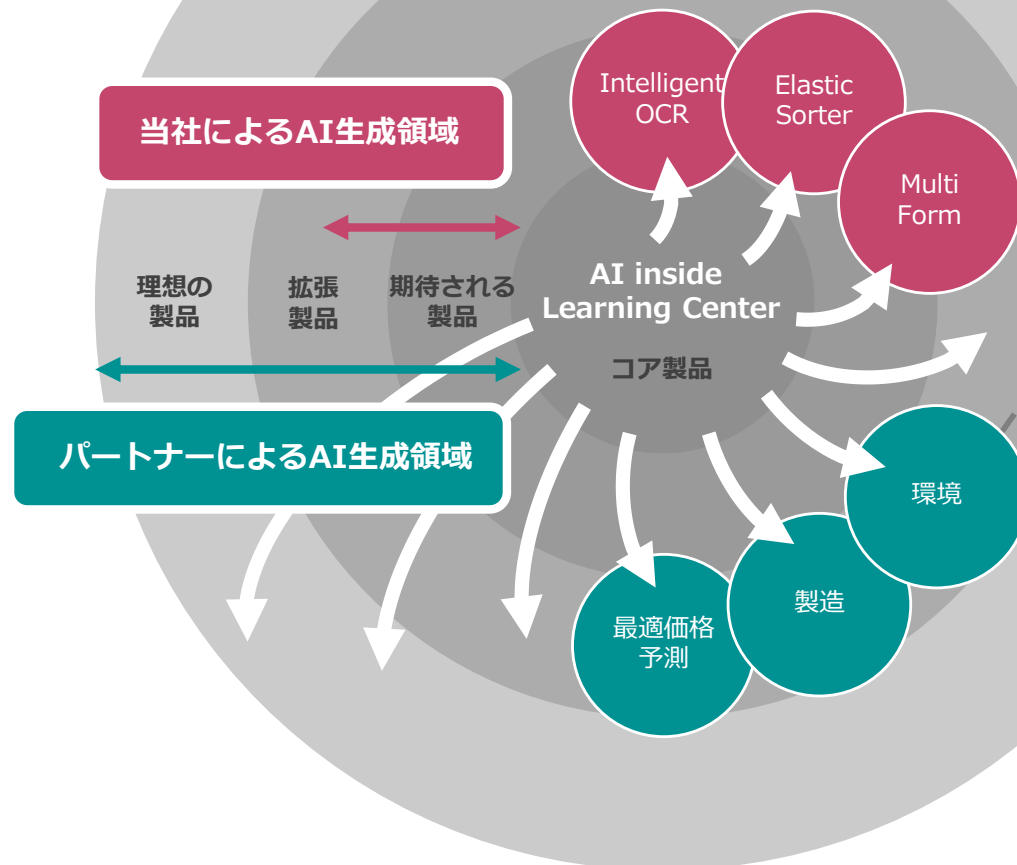 Intelligent
OCR
Elastic
Sorter
Multi
Form
当社によるAI生成領域
理想の
製品
拡張
製品
期待される
製品
AI inside
Learning Center
コア製品
パートナーによるAI生成領域
環境
製造
最適価格
予測